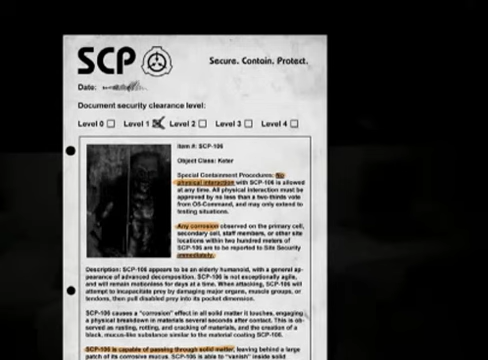 SCP
Secure. Contain. Protect.
Date:
Document security clearance level:
Level 0 Level 1 Level 2 Level 3 Level 4
Item #: SCP-106
Object Class: Keter
Special Containment Procedures: No
physical interaction with SCP-106 is allowed
at any time. All physical interaction must be
approved by no less than a two-thirds vote
from O5-Command, and may only extend to
testing situations.
Any corrosion observed on the primary cell,
secondary cell, staff members, or other site
locations within two hundred meters of
SCP-106 are to be reported to Site Security
immediately.
Description: SCP-106 appears to be an elderly humanoid, with a general ap-
pearance of advanced decomposition. SCP-106 is not exceptionally agile,
and will remain motionless for days at a time. When attacking, SCP-106 will
attempt to incapacitate prey by damaging major organs, muscle groups, or
tendons, then pull disabled prey into its pocket dimension.
SCP-106 causes a "corrosion" effect in all solid matter it touches, engaging
a physical breakdown in materials several seconds after contact. This is ob-
served as rusting, rotting, and cracking of materials, and the creation of a
black, mucus-like substance similar to the material coating SCP-106.
SCP-106 is capable of passing through solid matter, leaving behind a large
patch of its corrosive mucus. SCP-106 is able to "vanish" inside solid